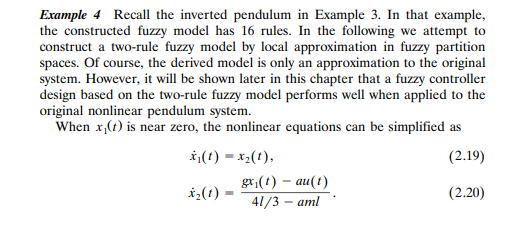 Example 4 Recall the inverted pendulum in Example 3. In that example,
the constructed fuzzy model has 16 rules. In the following we attempt to
construct a two-rule fuzzy model by local approximation in fuzzy partition
spaces. Of course, the derived model is only an approximation to the original
system. However, it will be shown later in this chapter that a fuzzy controller
design based on the two-rule fuzzy model performs well when applied to the
original nonlinear pendulum system.
When x₁(t) is near zero, the nonlinear equations can be simplified as
ẋ₁(t) = x₂(t), (2.19)
ẋ₂(t) = gx₁(t) − au(t) / 4l/3 − aml . (2.20)